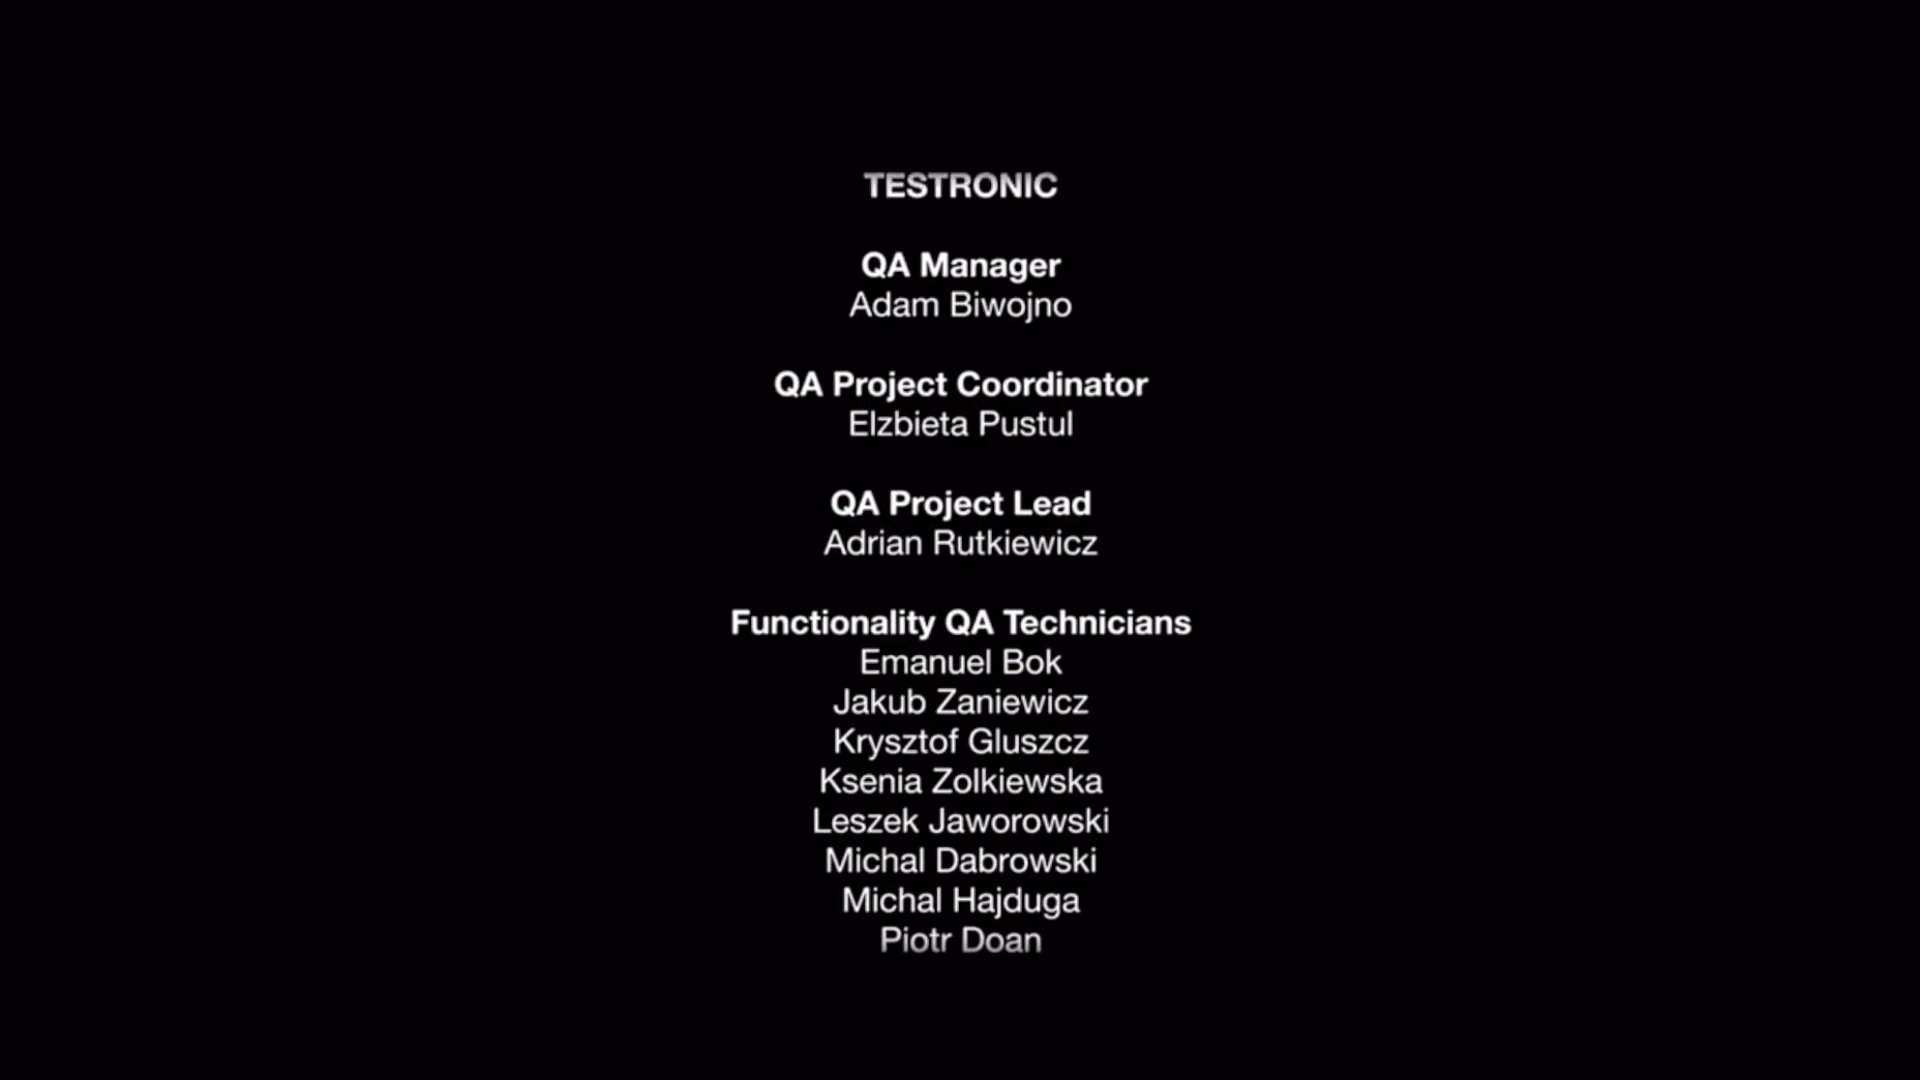 TESTRONIC
QA Manager
Adam Biwojno
QA Project Coordinator
Elzbieta Pustul
QA Project Lead
Adrian Rutkiewicz
Functionality QA Technicians
Emanuel Bok
Jakub Zaniewicz
Krysztof Gluszcz
Ksenia Zolkiewska
Leszek Jaworowski
Michal Dabrowski
Michal Hajduga
Piotr Doan